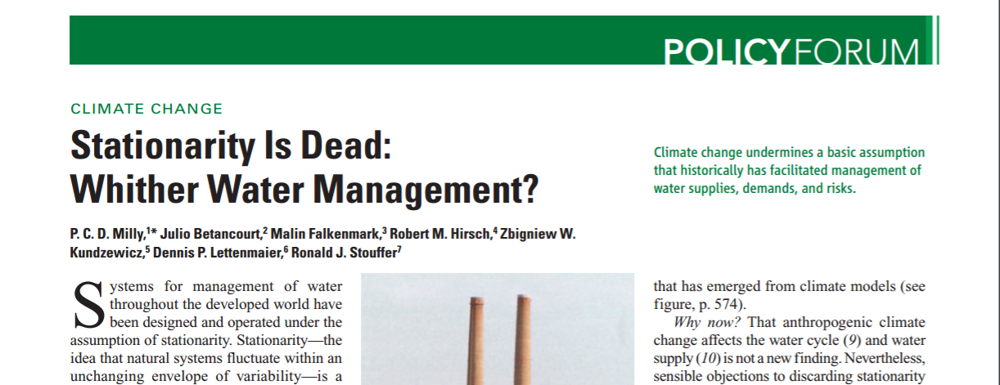 POLICYFORUM
CLIMATE CHANGE
Stationarity Is Dead:
Whither Water Management?
Climate change undermines a basic assumption
that historically has facilitated management of
water supplies, demands, and risks.
P. C. D. Milly,¹* Julio Betancourt,² Malin Falkenmark,³ Robert M. Hirsch,⁴ Zbigniew W.
Kundzewicz,⁵ Dennis P. Lettenmaier,⁶ Ronald J. Stouffer⁷
Systems for management of water
throughout the developed world have
been designed and operated under the
assumption of stationarity. Stationarity—the
idea that natural systems fluctuate within an
unchanging envelope of variability—is a
that has emerged from climate models (see
figure, p. 574).
Why now? That anthropogenic climate
change affects the water cycle (9) and water
supply (10) is not a new finding. Nevertheless,
sensible objections to discarding stationarity